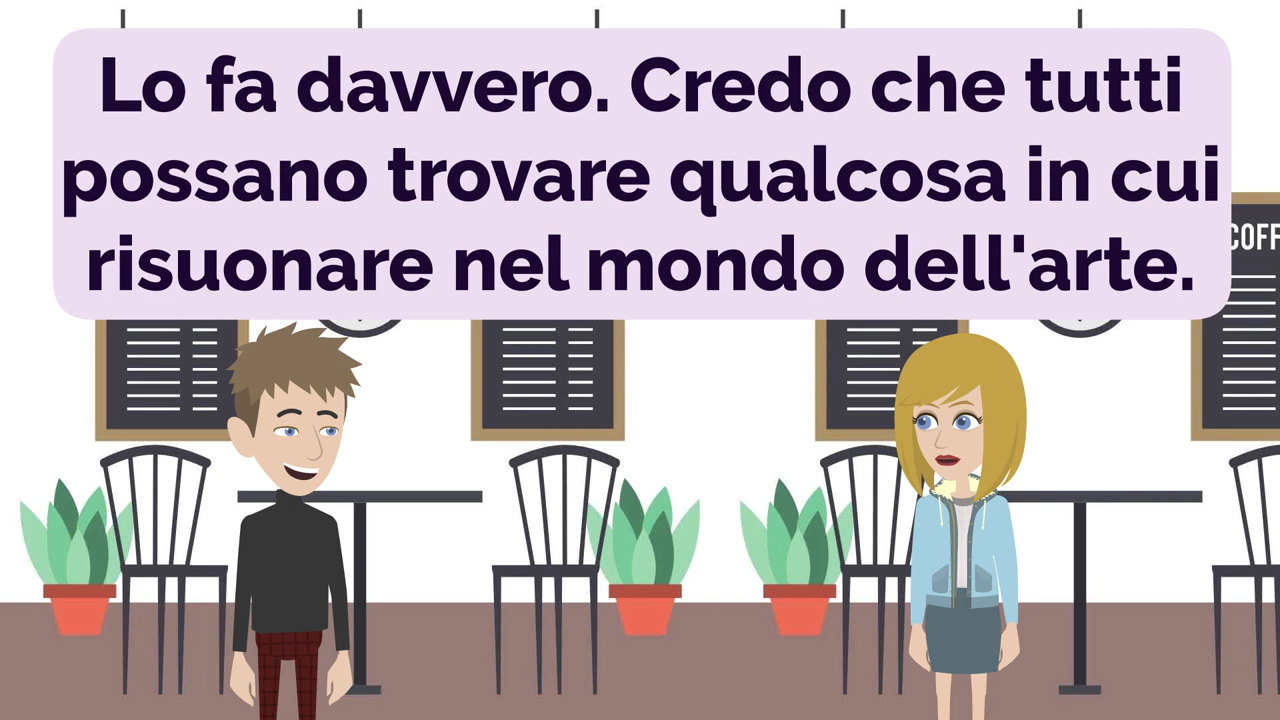 Lo fa davvero. Credo che tutti
possano trovare qualcosa in cui
risuonare nel mondo dell'arte.